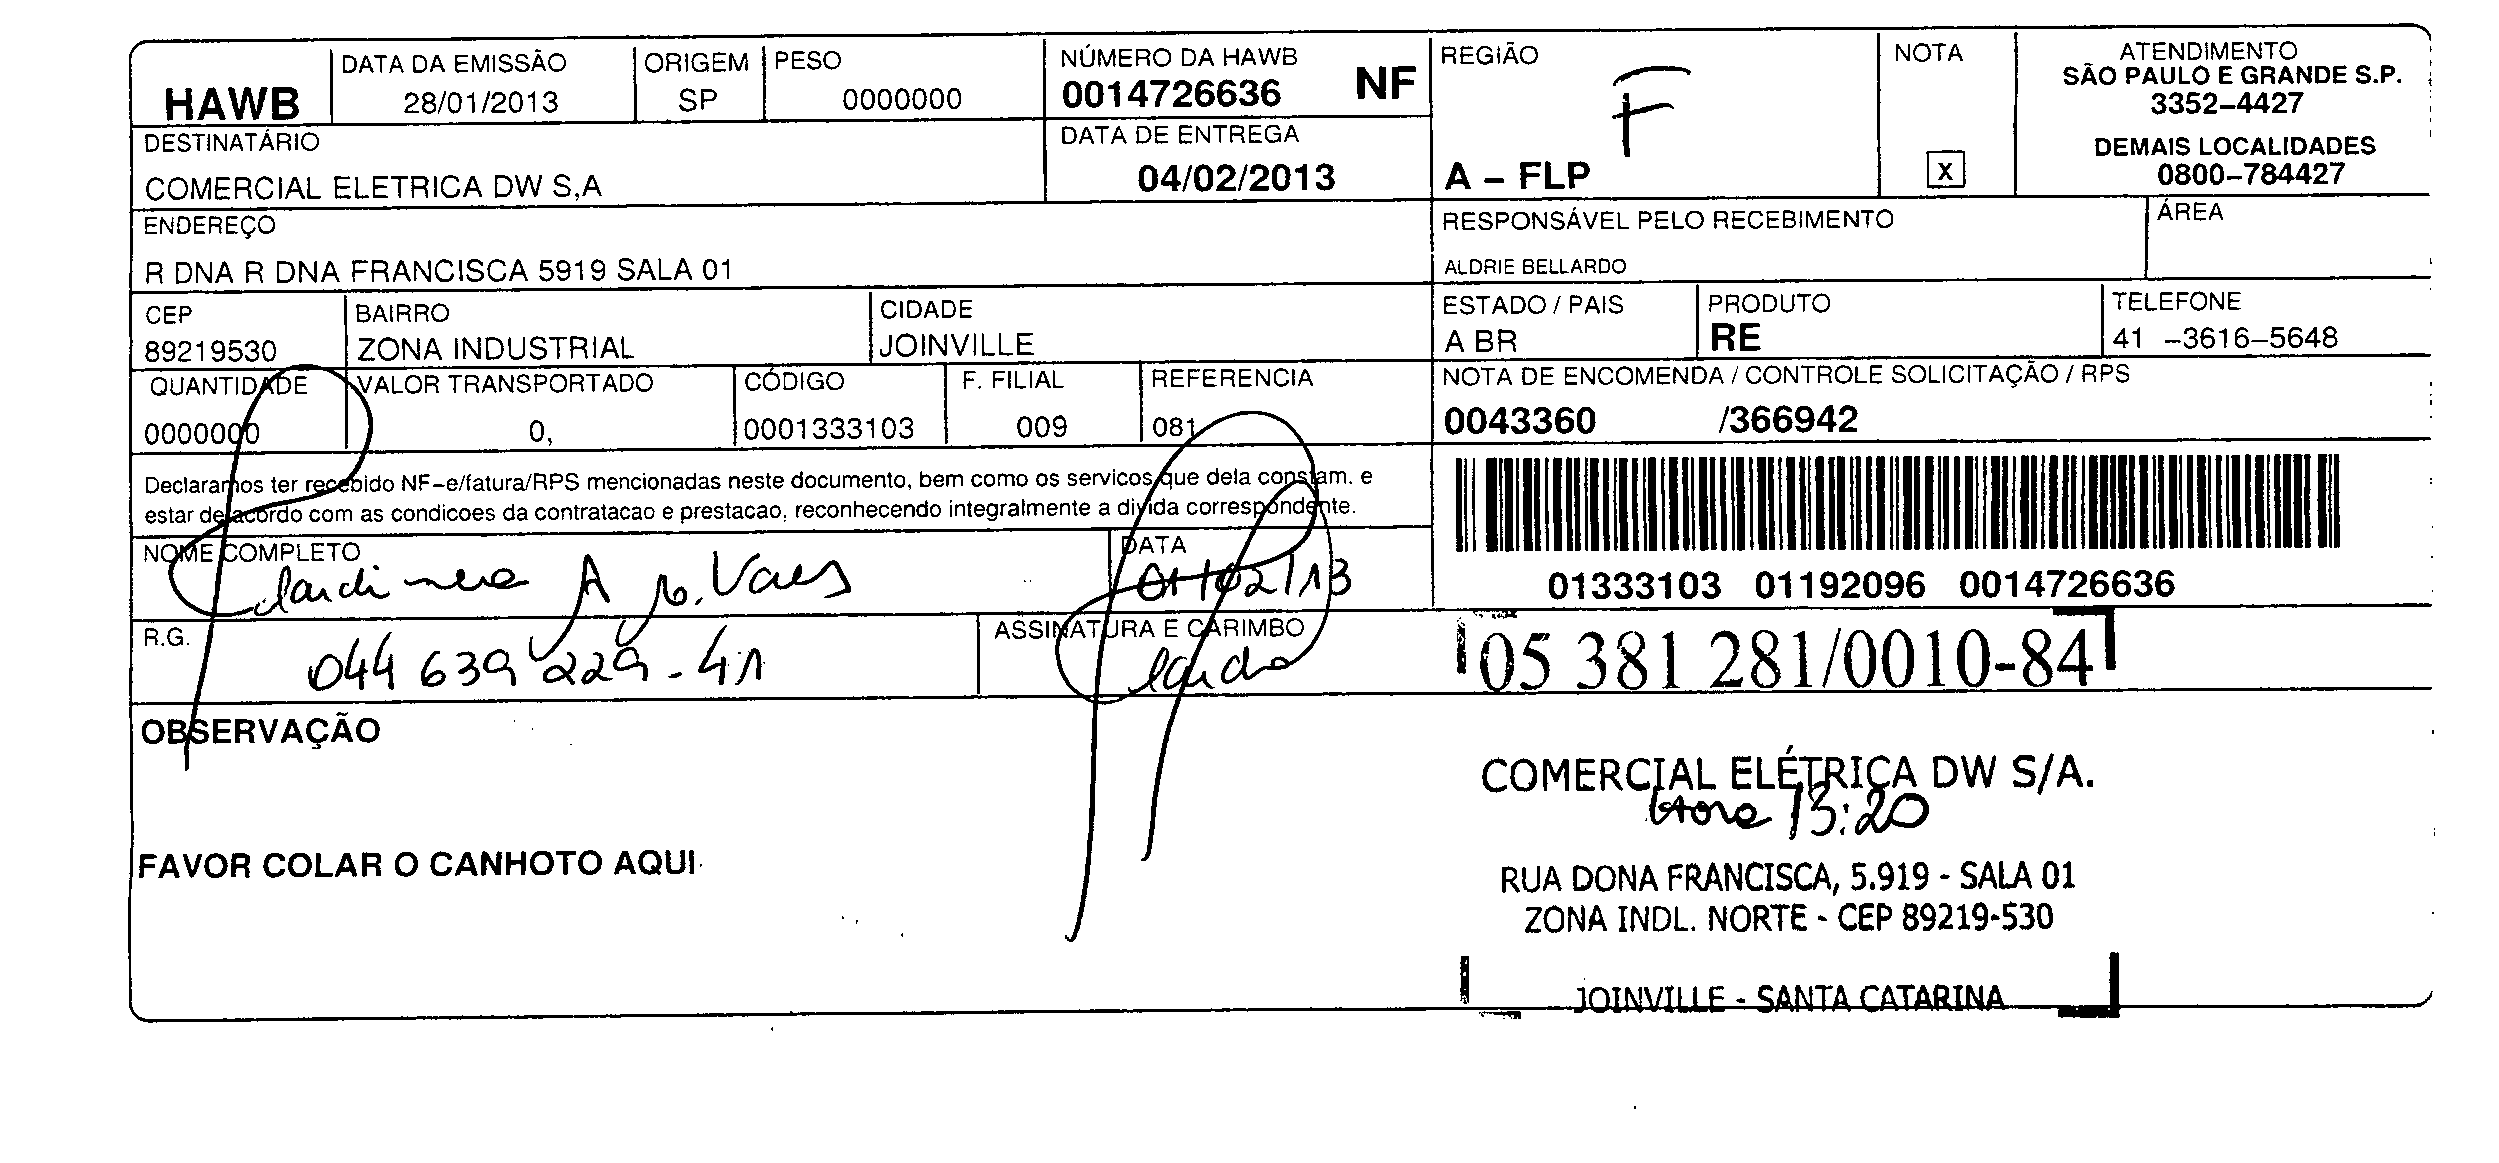 HAWB
DATA DA EMISSÃO
28/01/2013
ORIGEM
SP
PESO
0000000
NÚMERO DA HAWB
0014726636 NF
DATA DE ENTREGA
04/02/2013
REGIÃO
F
A – FLP
NOTA
X
ATENDIMENTO
SÃO PAULO E GRANDE S.P.
3352–4427
DEMAIS LOCALIDADES
0800–784427
DESTINATÁRIO
COMERCIAL ELETRICA DW S,A
ENDEREÇO
R DNA R DNA FRANCISCA 5919 SALA 01
RESPONSÁVEL PELO RECEBIMENTO
ALDRIE BELLARDO
ÁREA
CEP
89219530
BAIRRO
ZONA INDUSTRIAL
CIDADE
JOINVILLE
ESTADO / PAIS
A BR
PRODUTO
RE
TELEFONE
41 –3616–5648
QUANTIDADE
0000000
VALOR TRANSPORTADO
0,
CÓDIGO
0001333103
F. FILIAL
009
REFERENCIA
081
NOTA DE ENCOMENDA / CONTROLE SOLICITAÇÃO / RPS
0043360 /366942
Declaramos ter recebido NF–e/fatura/RPS mencionadas neste documento, bem como os servicos que dela constam. e
estar de acordo com as condicoes da contratacao e prestacao, reconhecendo integralmente a divida correspondente.
01333103 01192096 0014726636
NOME COMPLETO
A
DATA
01/02/13
R.G.
044 639 229-41
ASSINATURA E CARIMBO
05 381 281/0010-84
OBSERVAÇÃO
COMERCIAL ELÉTRICA DW S/A.
Hora 13:20
FAVOR COLAR O CANHOTO AQUI
RUA DONA FRANCISCA, 5.919 - SALA 01
ZONA INDL. NORTE - CEP 89219-530
JOINVILLE - SANTA CATARINA